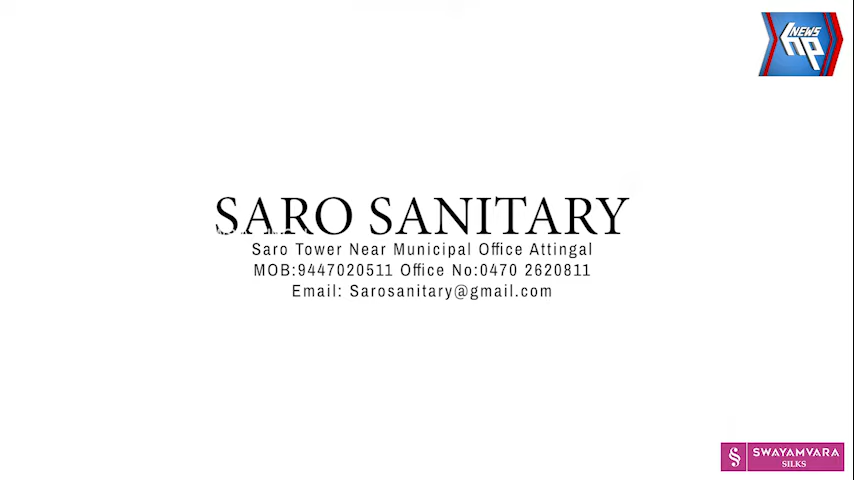 NEWS
np
SARO SANITARY
Saro Tower Near Municipal Office Attingal
MOB:9447020511 Office No:0470 2620811
Email: Sarosanitary@gmail.com
SWAYAMVARA
SILKS